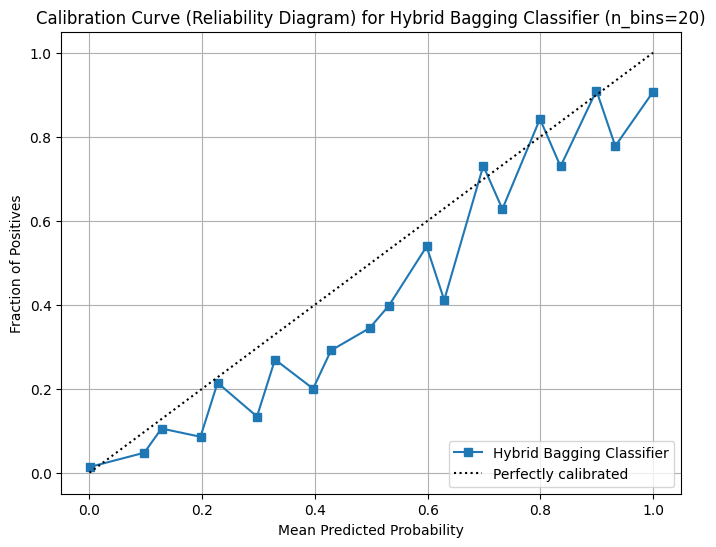 Calibration Curve (Reliability Diagram) for Hybrid Bagging Classifier (n_bins=20)
1.0
0.8
0.6
0.4
0.2
0.0
Fraction of Positives
Hybrid Bagging Classifier
Perfectly calibrated
0.0 0.2 0.4 0.6 0.8 1.0
Mean Predicted Probability